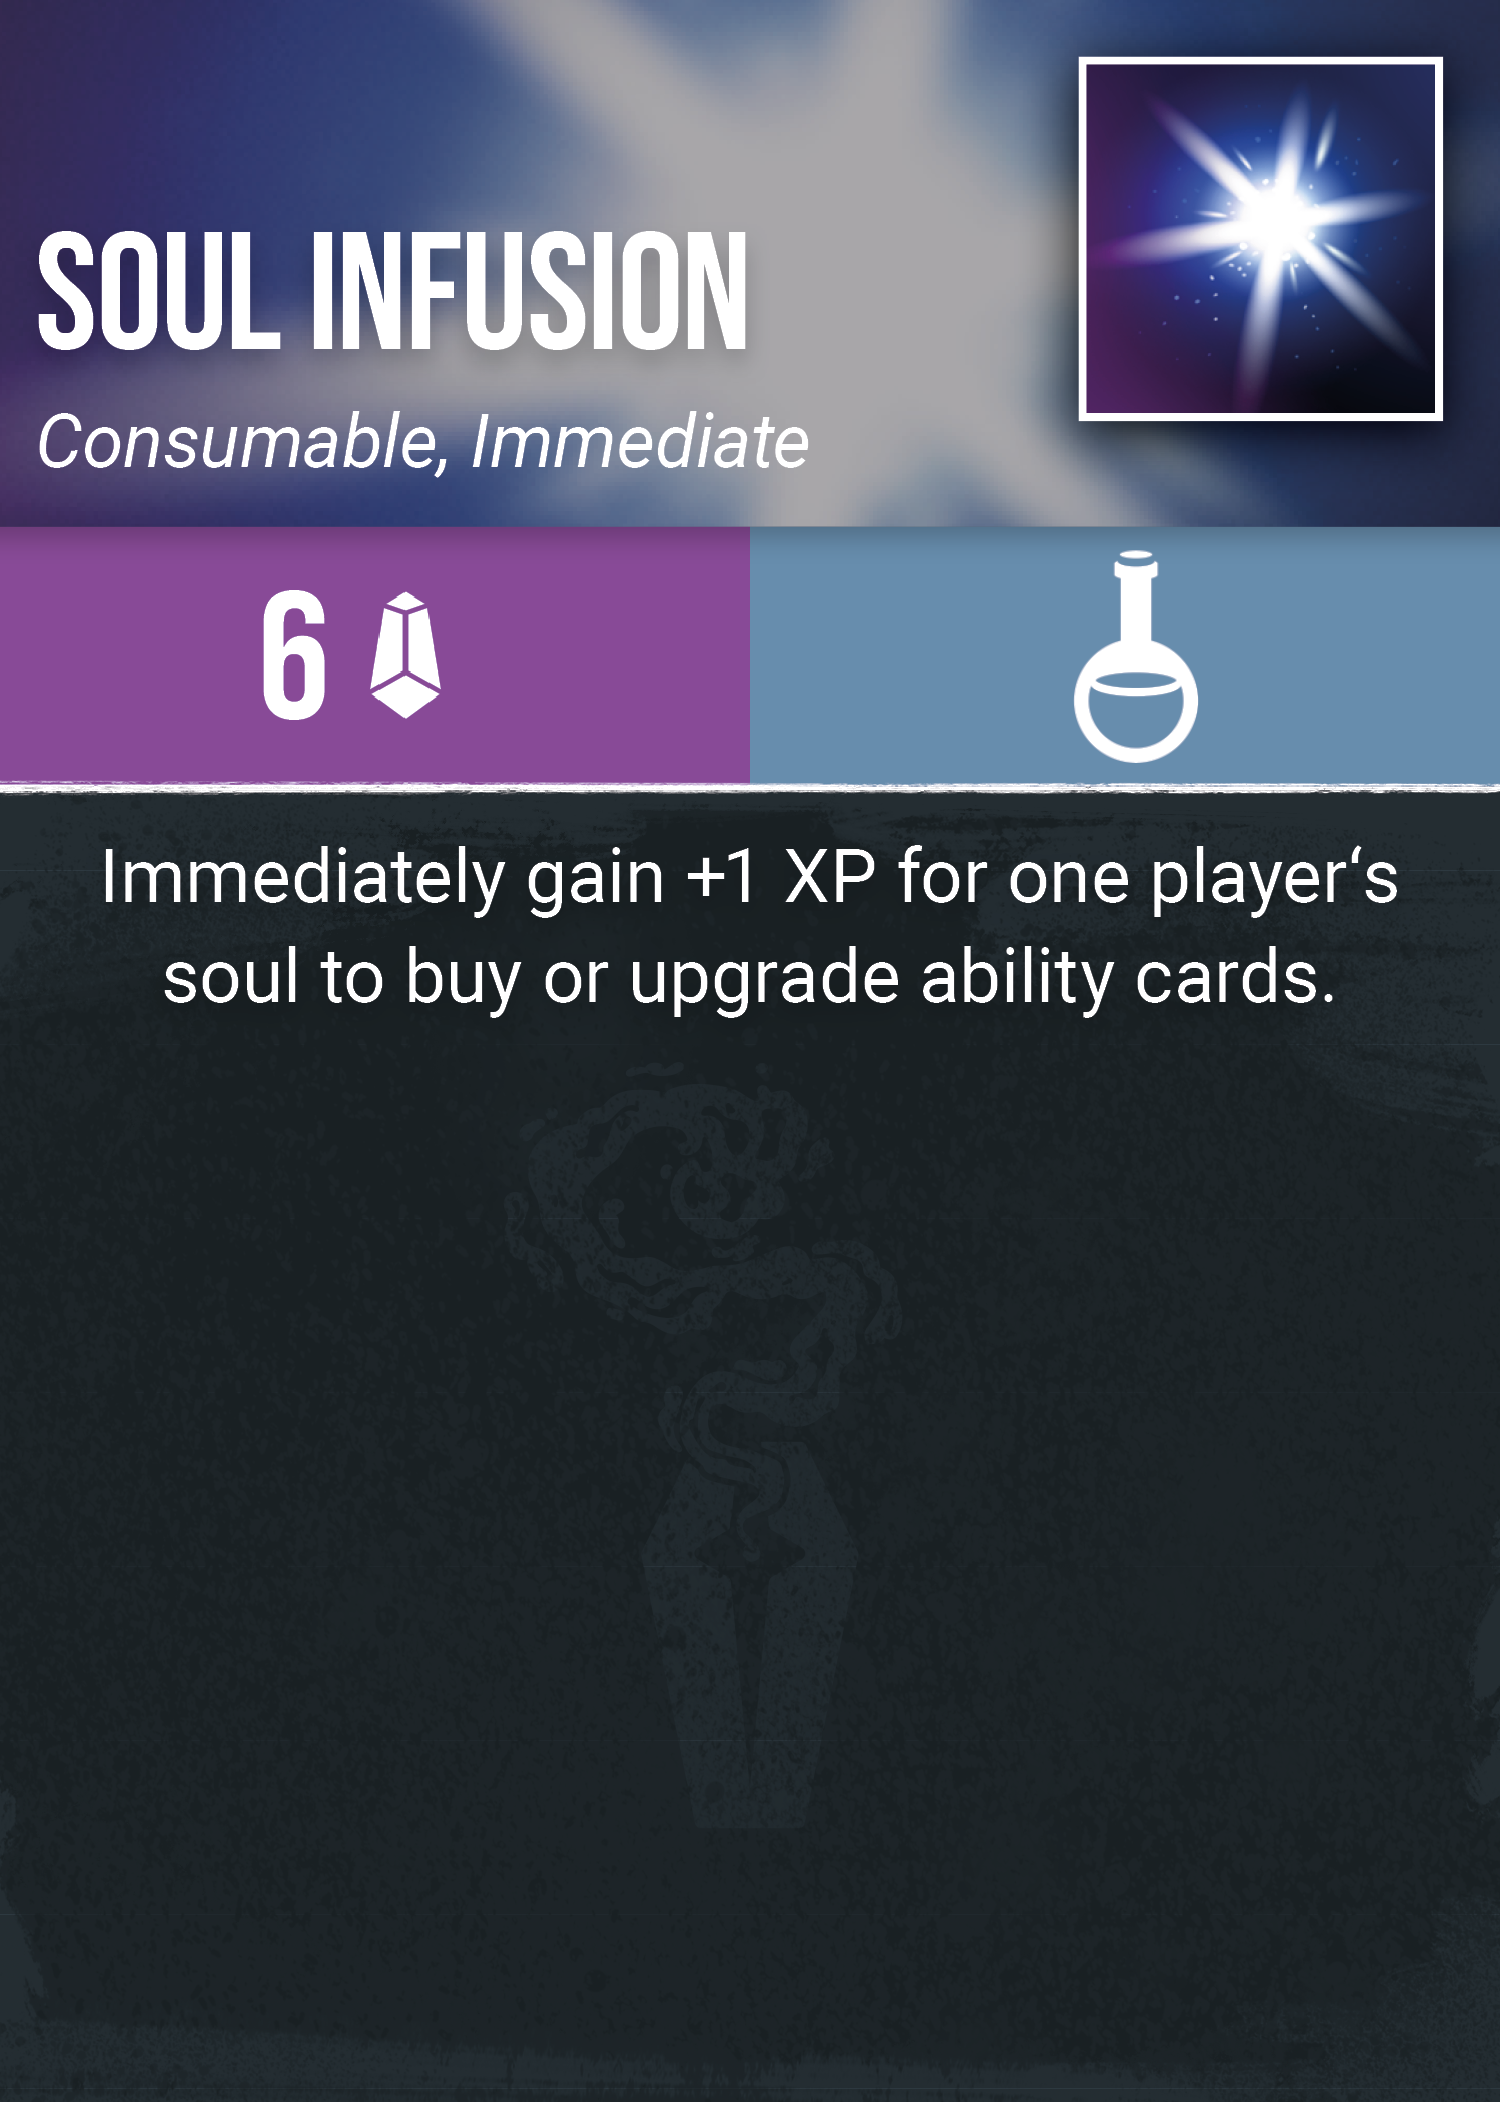 SOUL INFUSION
Consumable, Immediate
6
Immediately gain +1 XP for one player‘s
soul to buy or upgrade ability cards.